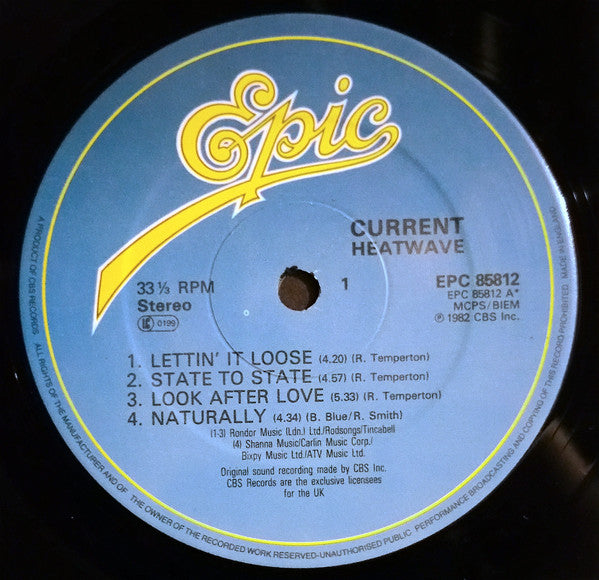 Epic
CURRENT
HEATWAVE
33⅓ RPM
Stereo
LC 0199
1
EPC 85812
EPC 85812 A*
MCPS/BIEM
℗ 1982 CBS Inc.
1. LETTIN' IT LOOSE (4.20) (R. Temperton)
2. STATE TO STATE (4.57) (R. Temperton)
3. LOOK AFTER LOVE (5.33) (R. Temperton)
4. NATURALLY (4.34) (B. Blue/R. Smith)
(1-3) Rondor Music (Ldn.) Ltd./Rodsongs/Tincabell
(4) Shanna Music/Carlin Music Corp./
Bixpy Music Ltd./ATV Music Ltd.
Original sound recording made by CBS Inc.
CBS Records are the exclusive licensees
for the UK
A PRODUCT OF CBS RECORDS
ALL RIGHTS OF THE MANUFACTURER AND OF THE OWNER OF THE RECORDED WORK RESERVED-UNAUTHORISED PUBLIC PERFORMANCE BROADCASTING AND COPYING OF THIS RECORD PROHIBITED MADE IN ENGLAND